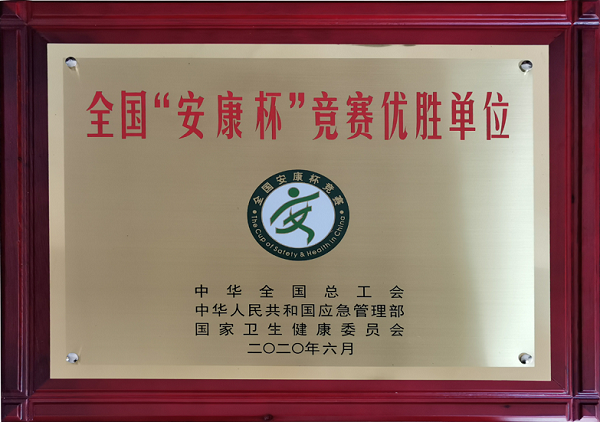 全国“安康杯”竞赛优胜单位
全国安康杯竞赛
The Cup of Safety & Health in China
中华全国总工会
中华人民共和国应急管理部
国家卫生健康委员会
二〇二〇年六月